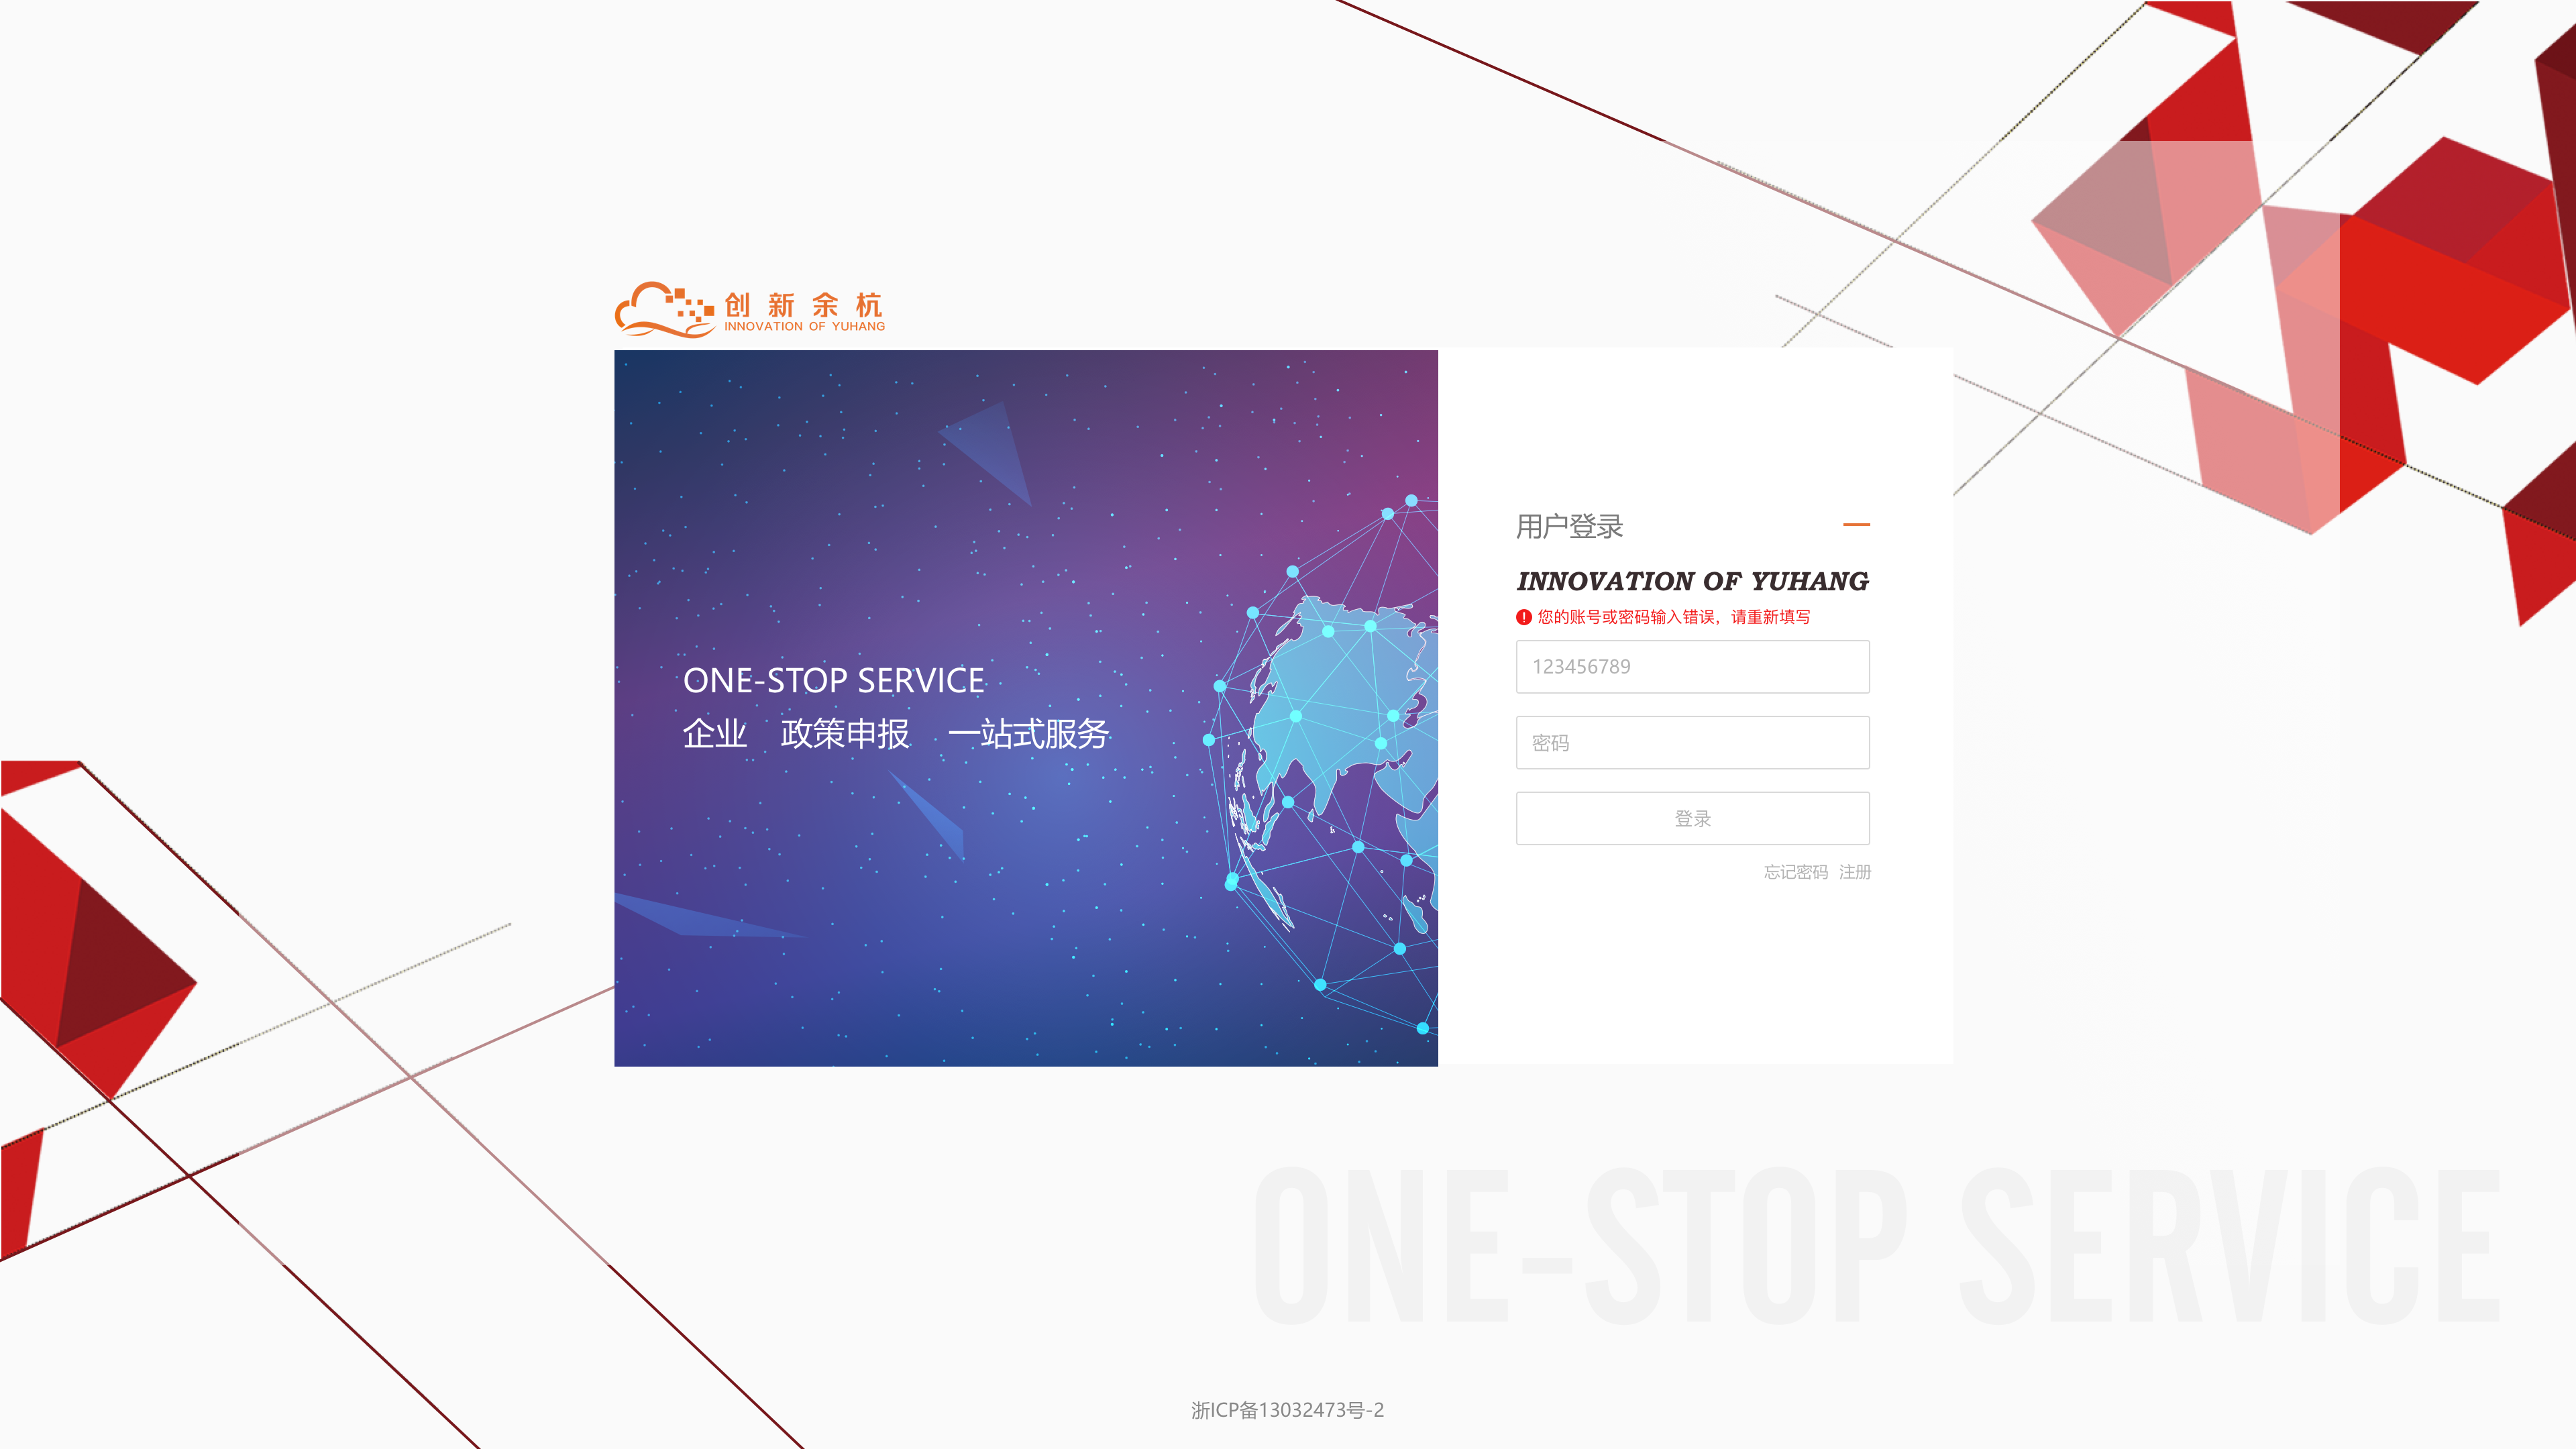 创新余杭
INNOVATION OF YUHANG
ONE-STOP SERVICE
企业 政策申报 一站式服务
用户登录
INNOVATION OF YUHANG
您的账号或密码输入错误，请重新填写
123456789
密码
登录
忘记密码 注册
ONE-STOP SERVICE
浙ICP备13032473号-2